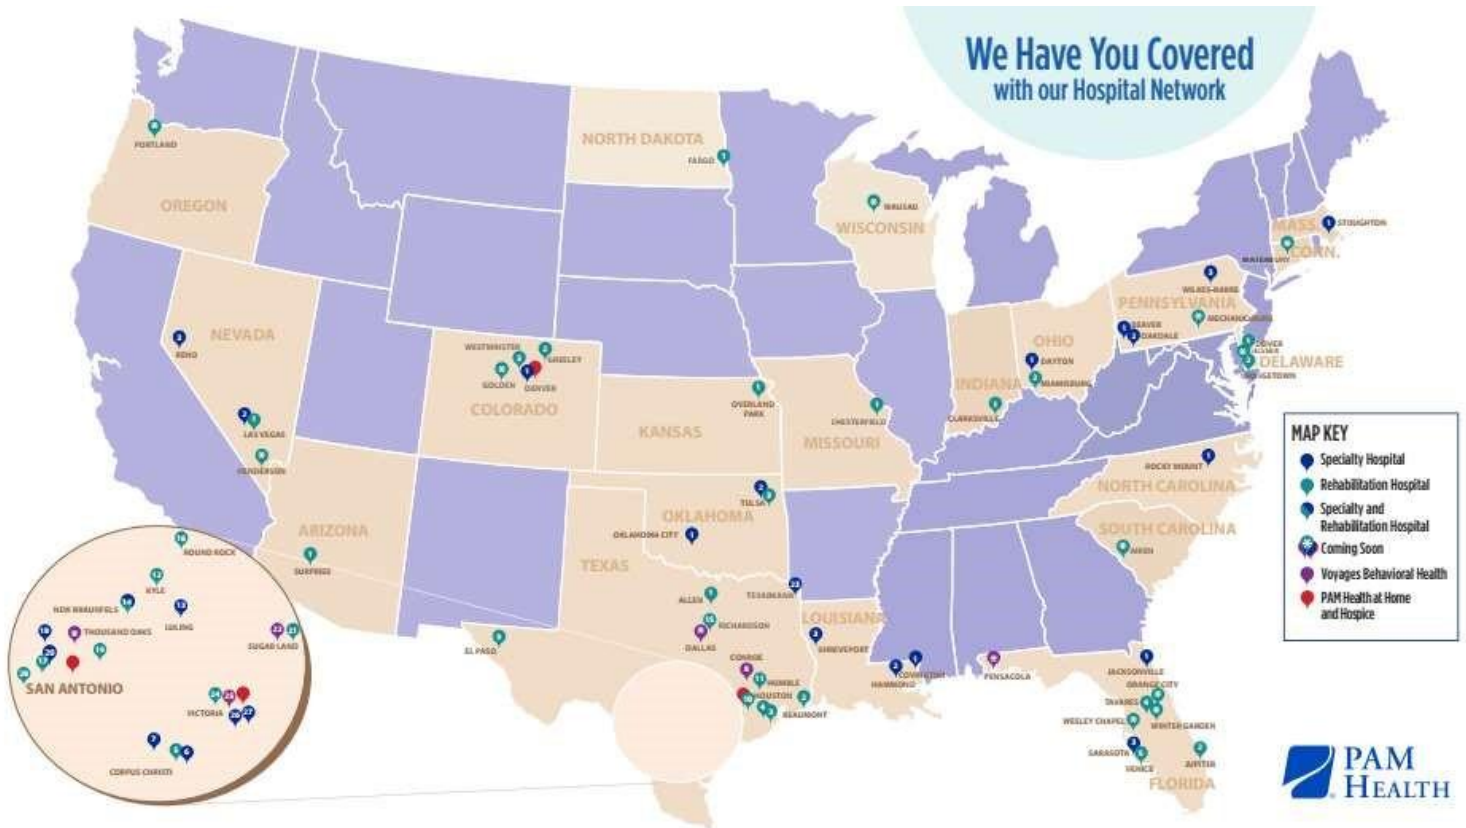 We Have You Covered
with our Hospital Network
NORTH DAKOTA
FARGO
PORTLAND
OREGON
WAUSAU
WISCONSIN
MASS.
STOUGHTON
CONN.
WATERBURY
WILKES-BARRE
PENNSYLVANIA
MECHANICSBURG
BEAVER
OAKDALE
DOVER
DELAWARE
GEORGETOWN
NEVADA
RENO
LAS VEGAS
HENDERSON
WESTMINSTER
GREELEY
GOLDEN
DENVER
COLORADO
OVERLAND
PARK
KANSAS
CHESTERFIELD
MISSOURI
OHIO
DAYTON
MIAMISBURG
INDIANA
CLARKSVILLE
ROCKY MOUNT
NORTH CAROLINA
SOUTH CAROLINA
AIKEN
ARIZONA
SURPRISE
TULSA
OKLAHOMA
OKLAHOMA CITY
TEXAS
TEXARKANA
ALLEN
RICHARDSON
DALLAS
EL PASO
CONROE
HUMBLE
HOUSTON
BEAUMONT
LOUISIANA
SHREVEPORT
COVINGTON
HAMMOND
PENSACOLA
JACKSONVILLE
ORANGE CITY
TAVARES
WINTER GARDEN
WESLEY CHAPEL
SARASOTA
VENICE
JUPITER
FLORIDA
ROUND ROCK
KYLE
NEW BRAUNFELS
LULING
THOUSAND OAKS
SUGAR LAND
SAN ANTONIO
VICTORIA
CORPUS CHRISTI
MAP KEY
Specialty Hospital
Rehabilitation Hospital
Specialty and
Rehabilitation Hospital
Coming Soon
Voyages Behavioral Health
PAM Health at Home
and Hospice
PAM
HEALTH